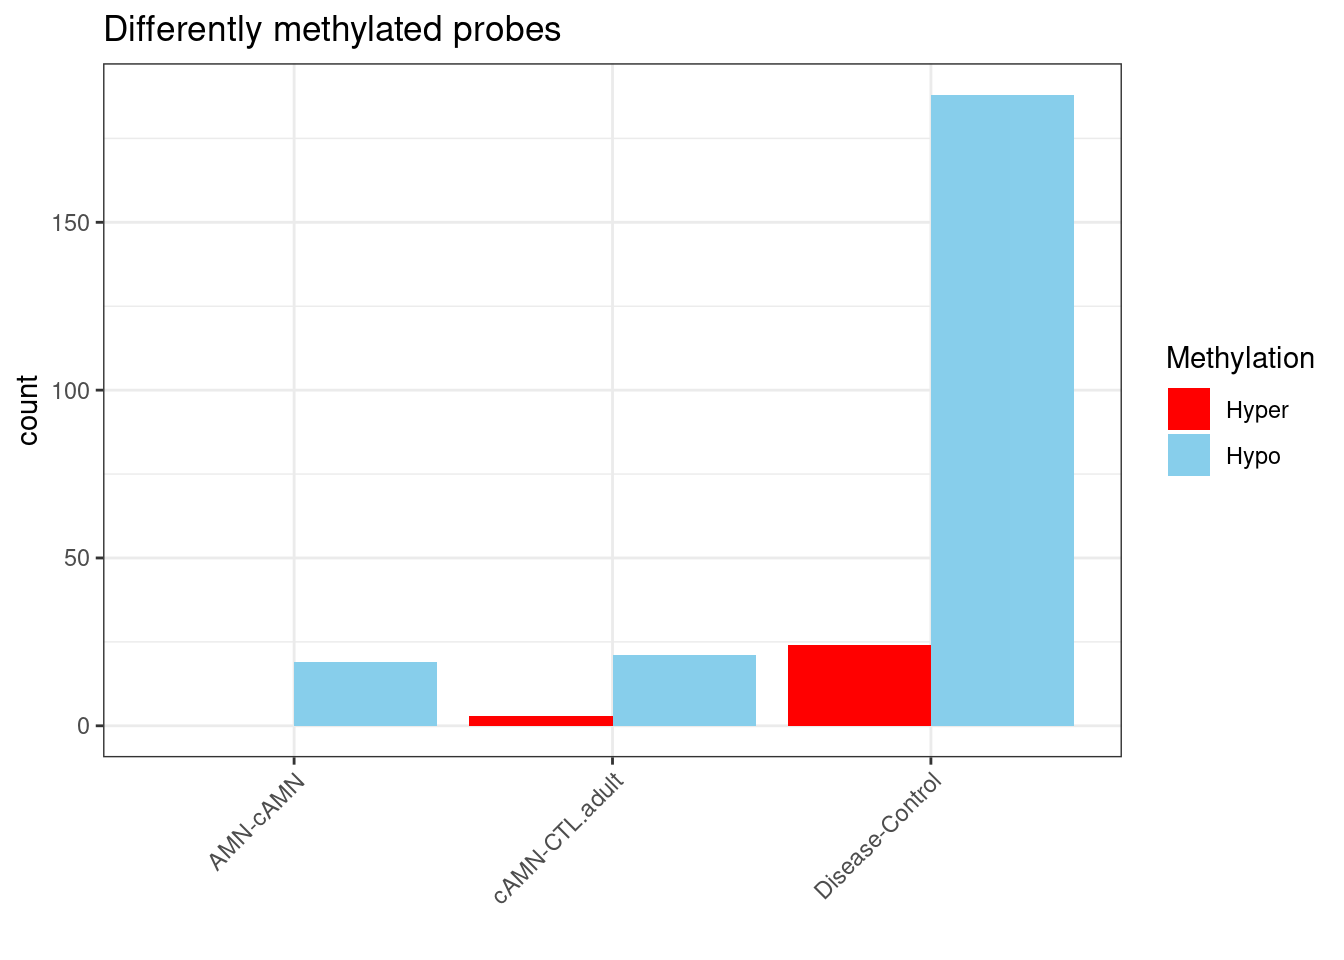 Differently methylated probes
count
150
100
50
0
AMN-cAMN
cAMN-CTL.adult
Disease-Control
Methylation
Hyper
Hypo